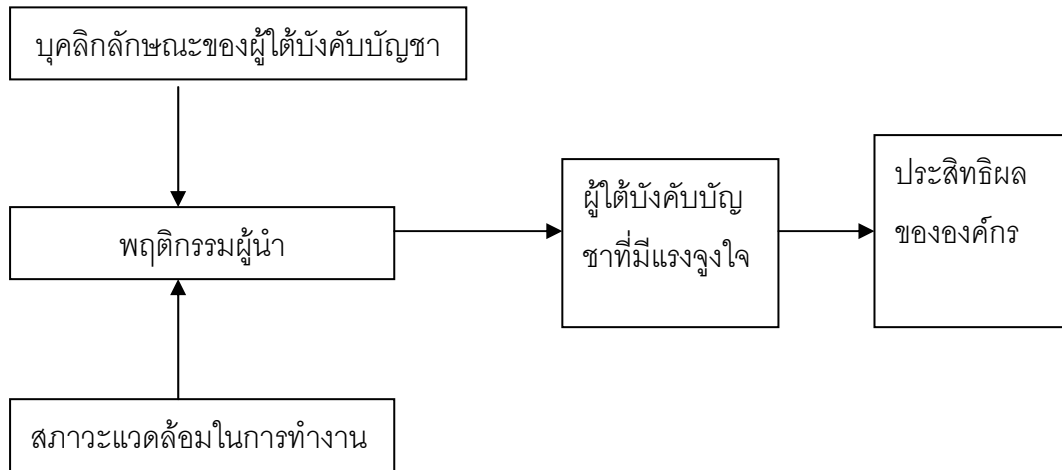 บุคลิกลักษณะของผู้ใต้บังคับบัญชา
พฤติกรรมผู้นำ
ผู้ใต้บังคับบัญ
ชาที่มีแรงจูงใจ
ประสิทธิผล
ขององค์กร
สภาวะแวดล้อมในการทำงาน